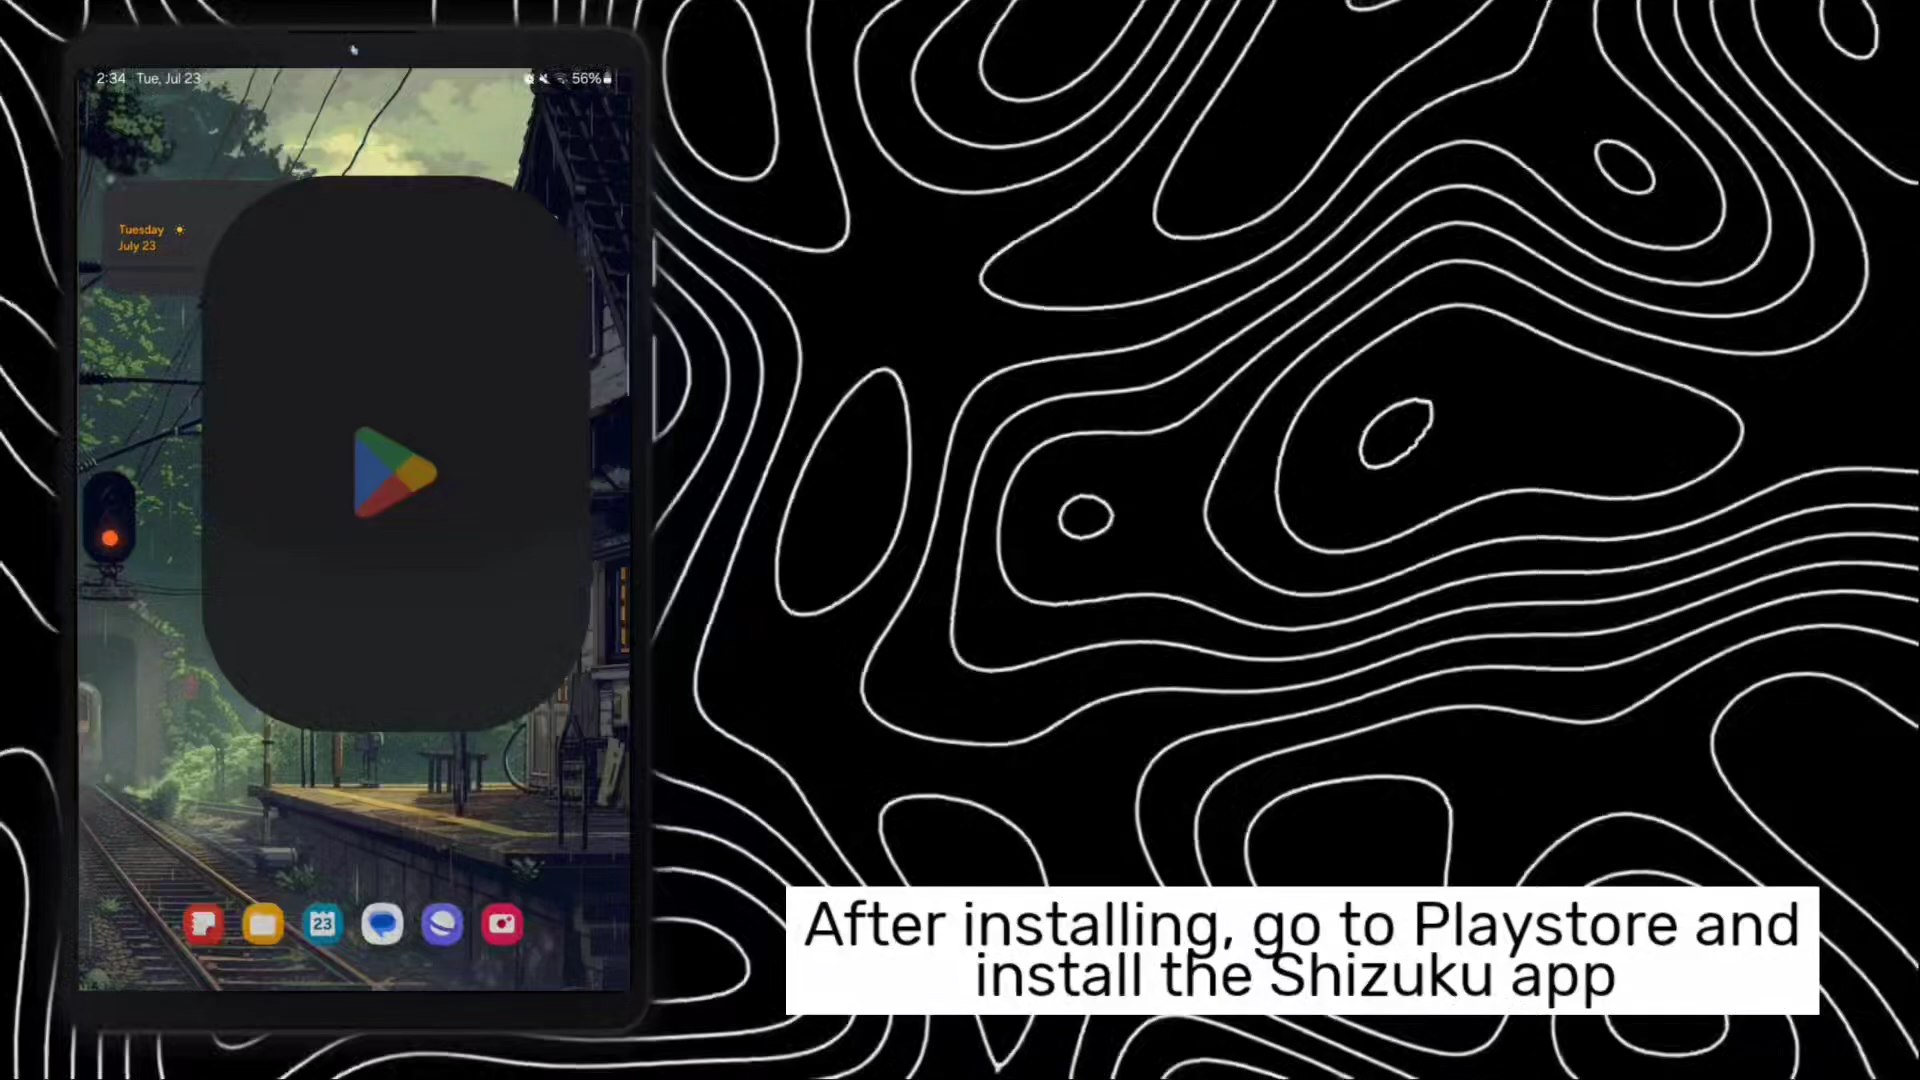 2:34 Tue, Jul 23 56%
Tuesday
July 23
23
After installing, go to Playstore and
install the Shizuku app